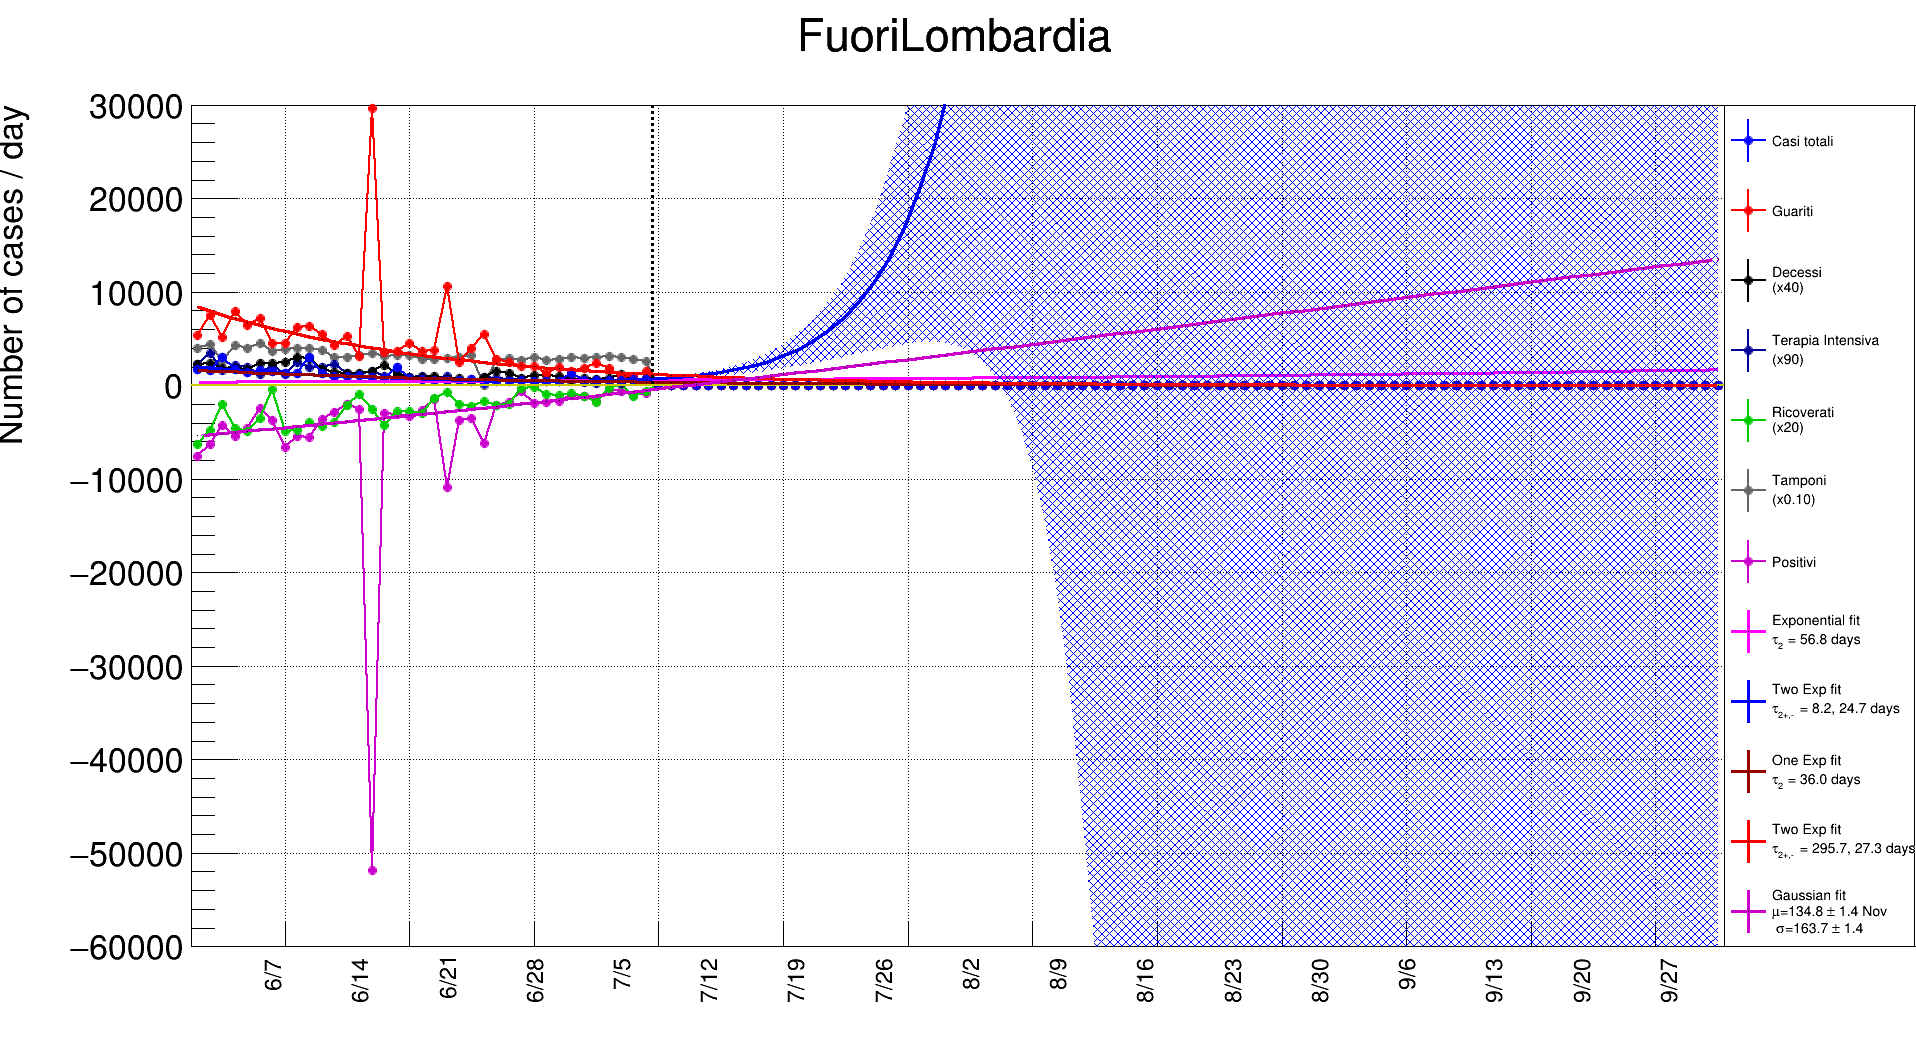 FuoriLombardia
Number of cases / day
30000
20000
10000
0
−10000
−20000
−30000
−40000
−50000
−60000
6/7
6/14
6/21
6/28
7/5
7/12
7/19
7/26
8/2
8/9
8/16
8/23
8/30
9/6
9/13
9/20
9/27
Casi totali
Guariti
Decessi
(x40)
Terapia Intensiva
(x90)
Ricoverati
(x20)
Tamponi
(x0.10)
Positivi
Exponential fit
τ2 = 56.8 days
Two Exp fit
τ2+,- = 8.2, 24.7 days
One Exp fit
τ2 = 36.0 days
Two Exp fit
τ2+,- = 295.7, 27.3 days
Gaussian fit
μ=134.8 ± 1.4 Nov
σ=163.7 ± 1.4